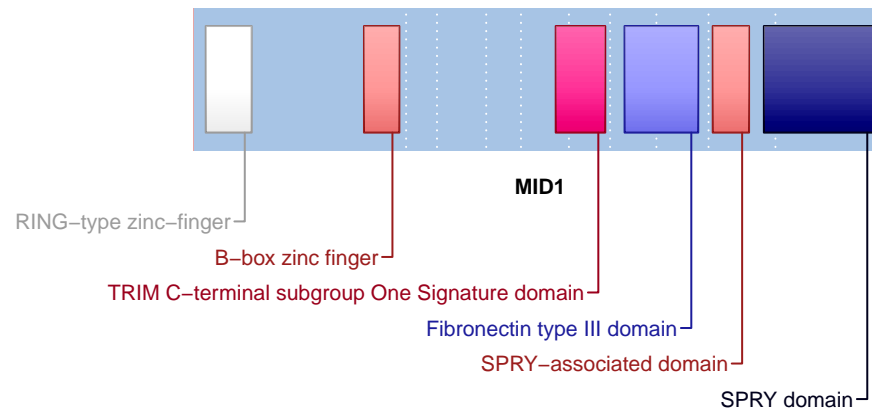 MID1
RING−type zinc−finger
B−box zinc finger
TRIM C−terminal subgroup One Signature domain
Fibronectin type III domain
SPRY−associated domain
SPRY domain